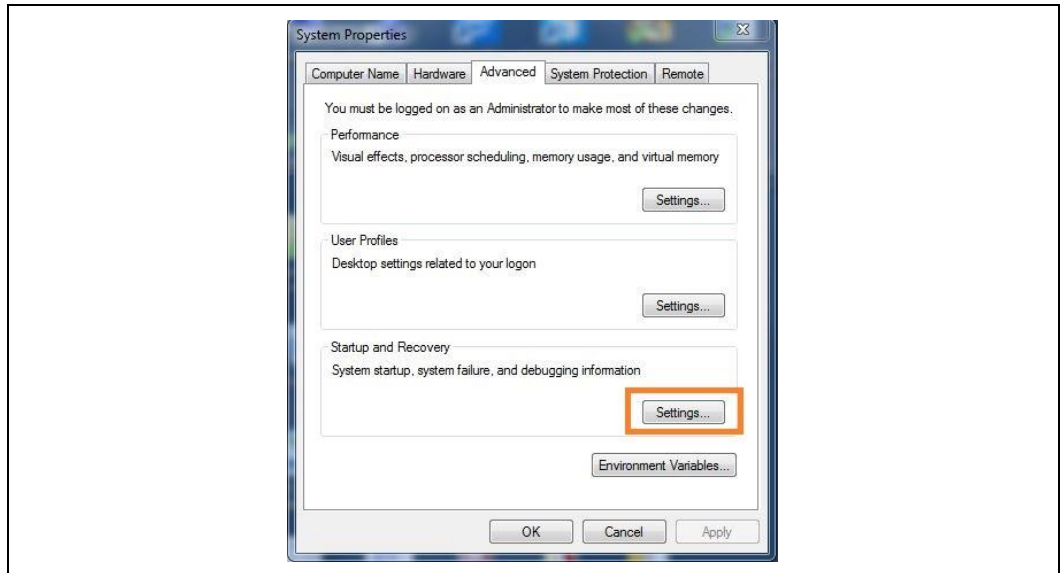 System Properties
Computer Name Hardware Advanced System Protection Remote
You must be logged on as an Administrator to make most of these changes.
Performance
Visual effects, processor scheduling, memory usage, and virtual memory
Settings...
User Profiles
Desktop settings related to your logon
Settings...
Startup and Recovery
System startup, system failure, and debugging information
Settings...
Environment Variables...
OK Cancel Apply